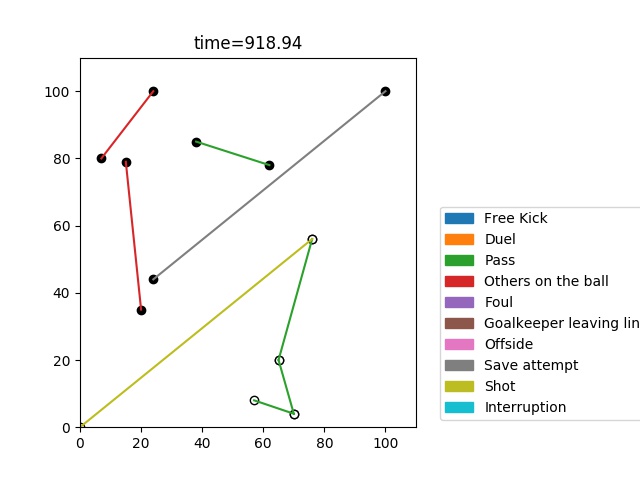 time=918.94
100
80
60
40
20
0
0 20 40 60 80 100
Free Kick
Duel
Pass
Others on the ball
Foul
Goalkeeper leaving lin
Offside
Save attempt
Shot
Interruption